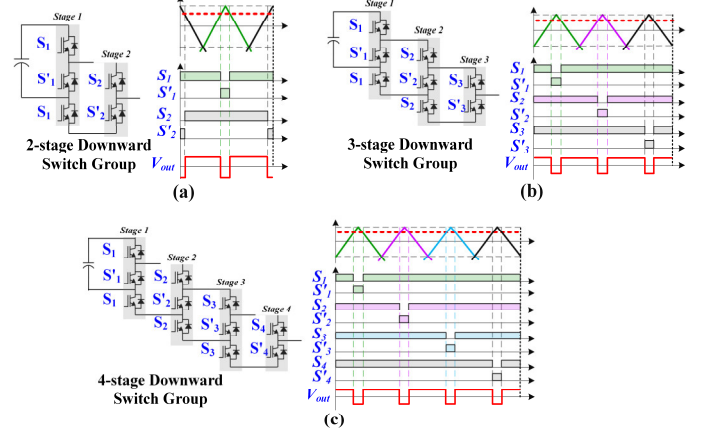 Stage 1
S1
S'1
S1
Stage 2
S2
S'2
2-stage Downward
Switch Group
S1
S'1
S2
S'2
Vout
(a)
Stage 1
S1
S'1
S1
Stage 2
S2
S'2
S2
Stage 3
S3
S'3
3-stage Downward
Switch Group
S1
S'1
S2
S'2
S3
S'3
Vout
(b)
Stage 1
S1
S'1
S1
Stage 2
S2
S'2
S2
Stage 3
S3
S'3
S3
Stage 4
S4
S'4
4-stage Downward
Switch Group
S1
S'1
S2
S'2
S3
S'3
S4
S'4
Vout
(c)